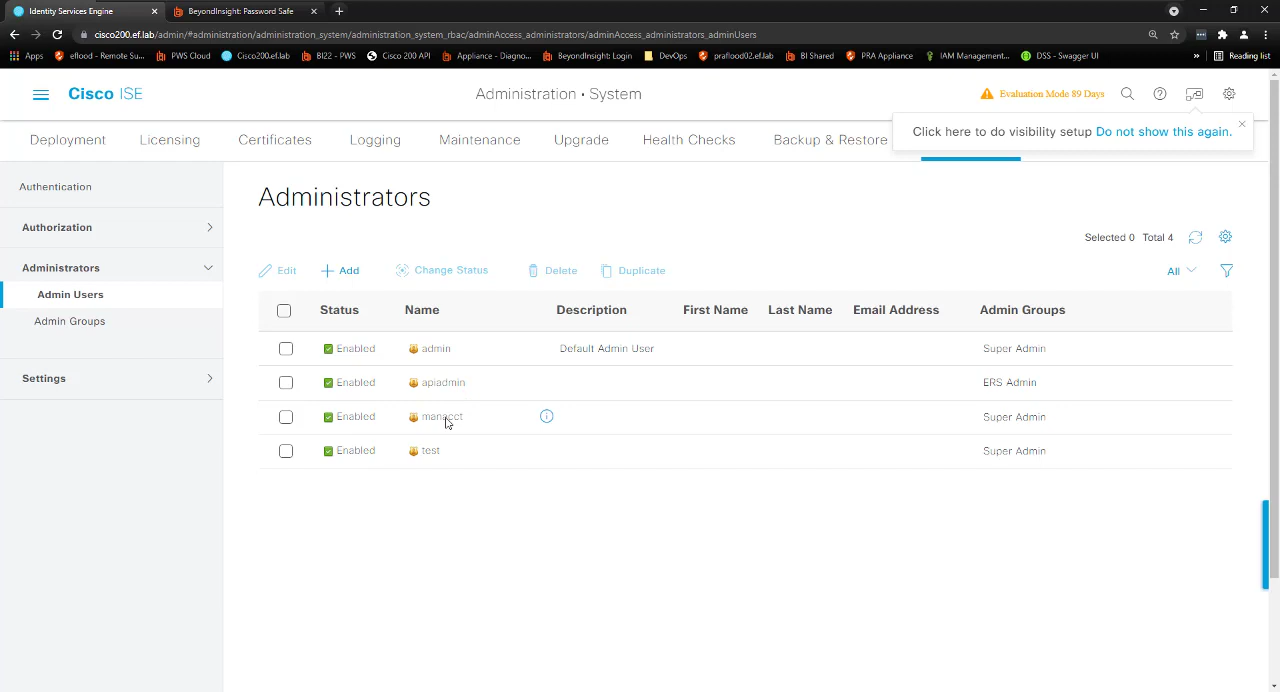 Identity Services Engine
BeyondInsight: Password Safe
cisco200.ef.lab/admin/#administration/administration_system/administration_system_rbac/adminAccess_administrators/adminAccess_administrators_adminUsers
Apps eflood - Remote Su... PWS Cloud Cisco200.ef.lab BI22 - PWS Cisco 200 API Appliance - Diagno... BeyondInsight: Login DevOps praflood02.ef.lab BI Shared PRA Appliance IAM Management... DSS - Swagger UI » Reading list
Cisco ISE
Administration · System
Evaluation Mode 89 Days
Click here to do visibility setup Do not show this again.
Deployment Licensing Certificates Logging Maintenance Upgrade Health Checks Backup & Restore
Authentication
Authorization
Administrators
Admin Users
Admin Groups
Settings
Administrators
Selected 0 Total 4
Edit Add Change Status Delete Duplicate
All
Status Name Description First Name Last Name Email Address Admin Groups
Enabled admin Default Admin User Super Admin
Enabled apiadmin ERS Admin
Enabled manacct Super Admin
Enabled test Super Admin